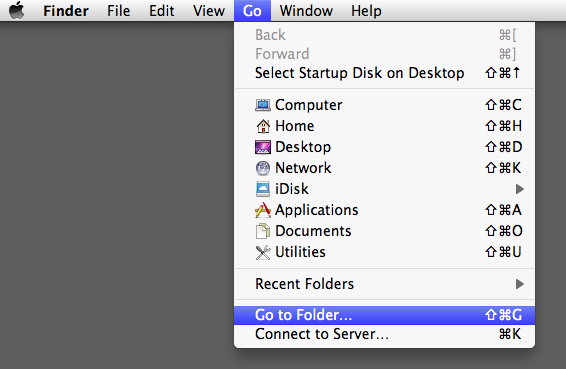 Finder File Edit View Go Window Help
Back ⌘[
Forward ⌘]
Select Startup Disk on Desktop ⇧⌘↑
Computer ⇧⌘C
Home ⇧⌘H
Desktop ⇧⌘D
Network ⇧⌘K
iDisk
Applications ⇧⌘A
Documents ⇧⌘O
Utilities ⇧⌘U
Recent Folders
Go to Folder... ⇧⌘G
Connect to Server... ⌘K